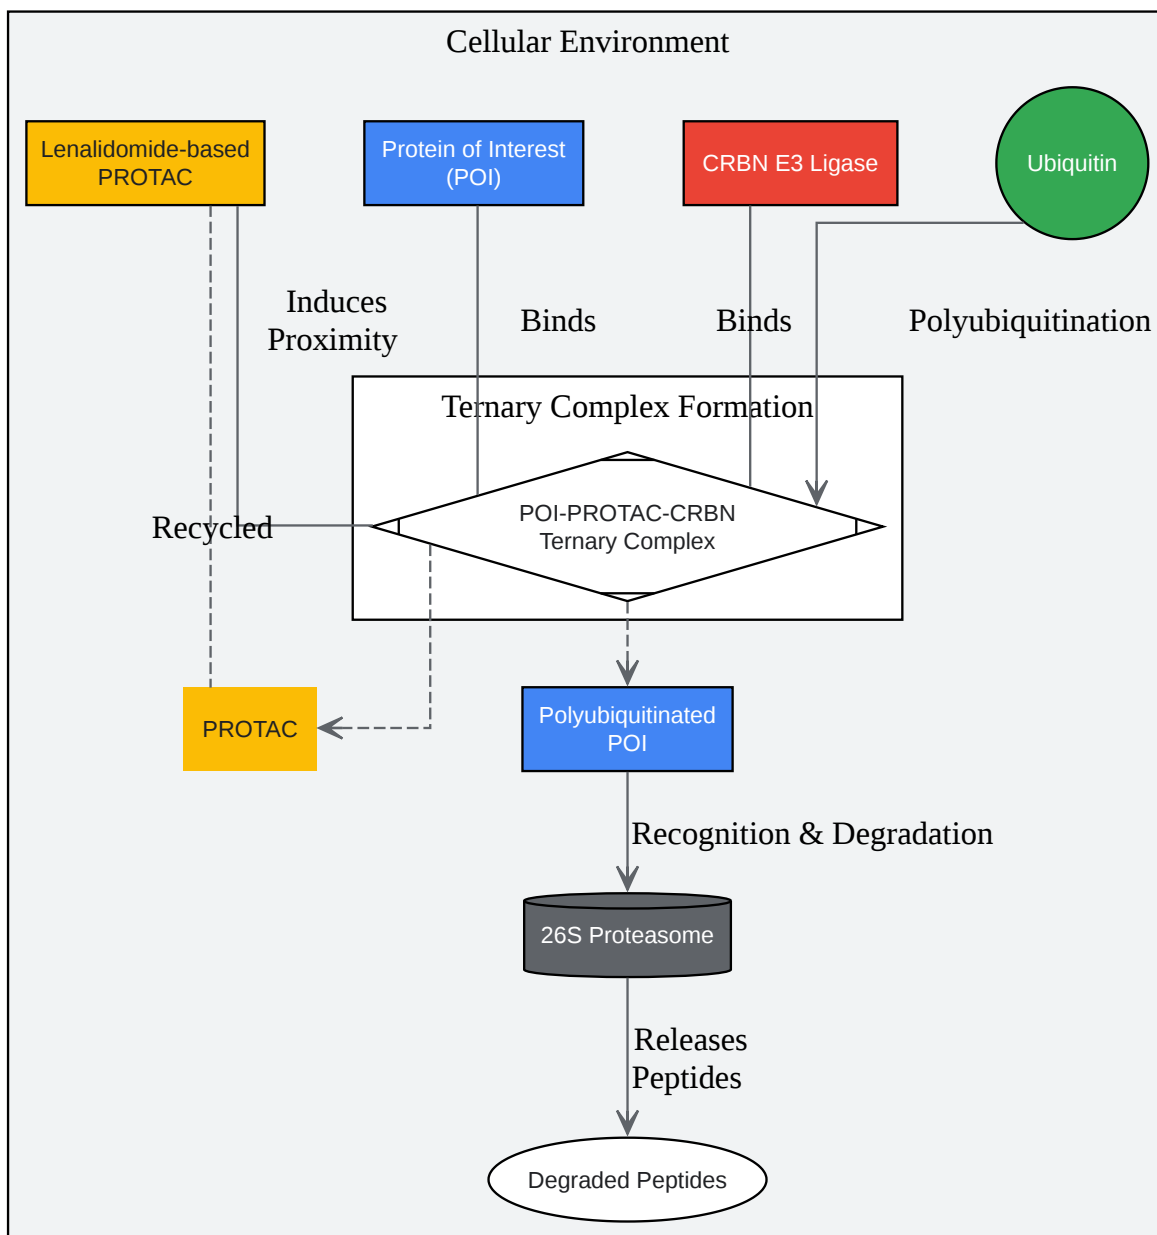 Cellular Environment
Lenalidomide-based
PROTAC
Protein of Interest
(POI)
CRBN E3 Ligase
Ubiquitin
Induces
Proximity
Binds
Binds
Polyubiquitination
Ternary Complex Formation
POI-PROTAC-CRBN
Ternary Complex
Recycled
PROTAC
Polyubiquitinated
POI
Recognition & Degradation
26S Proteasome
Releases
Peptides
Degraded Peptides